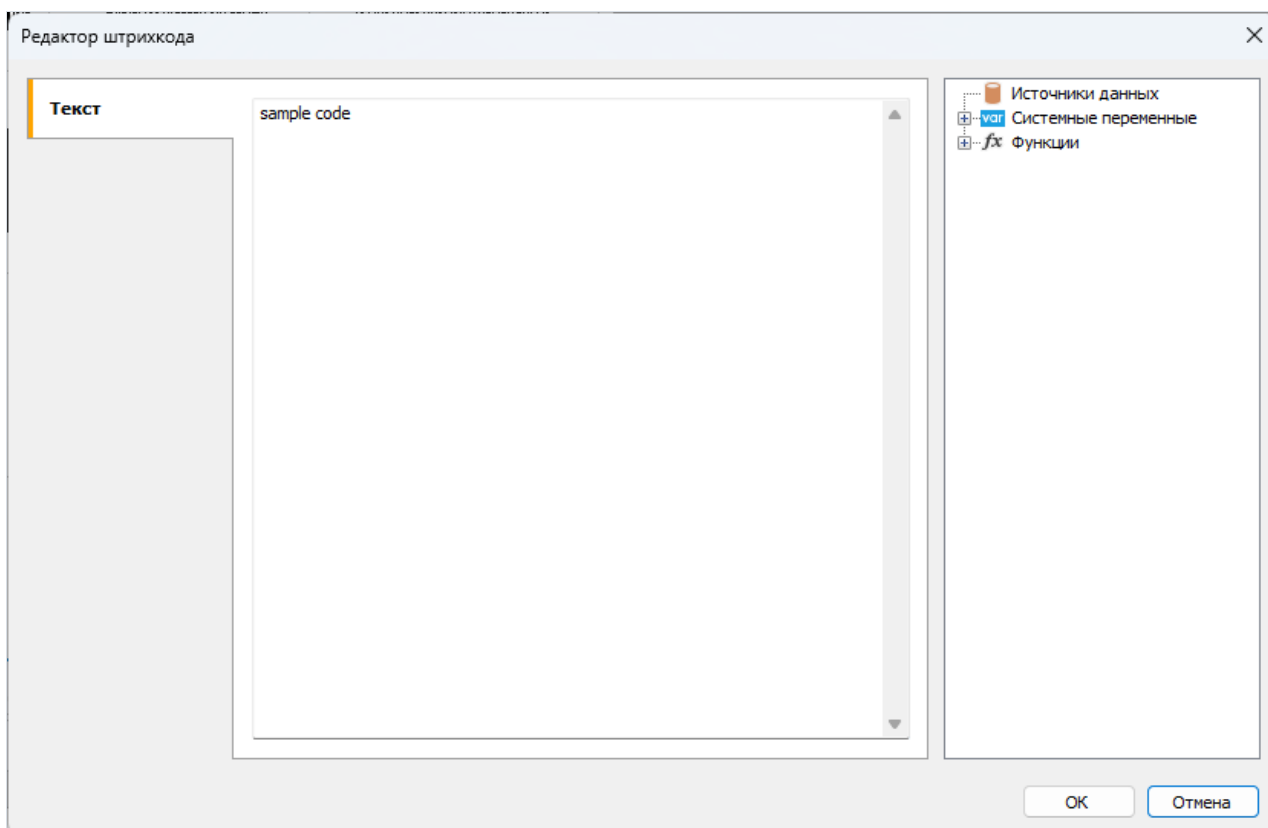 Редактор штрихкода
Текст
sample code
Источники данных
var Системные переменные
fx Функции
OK
Отмена